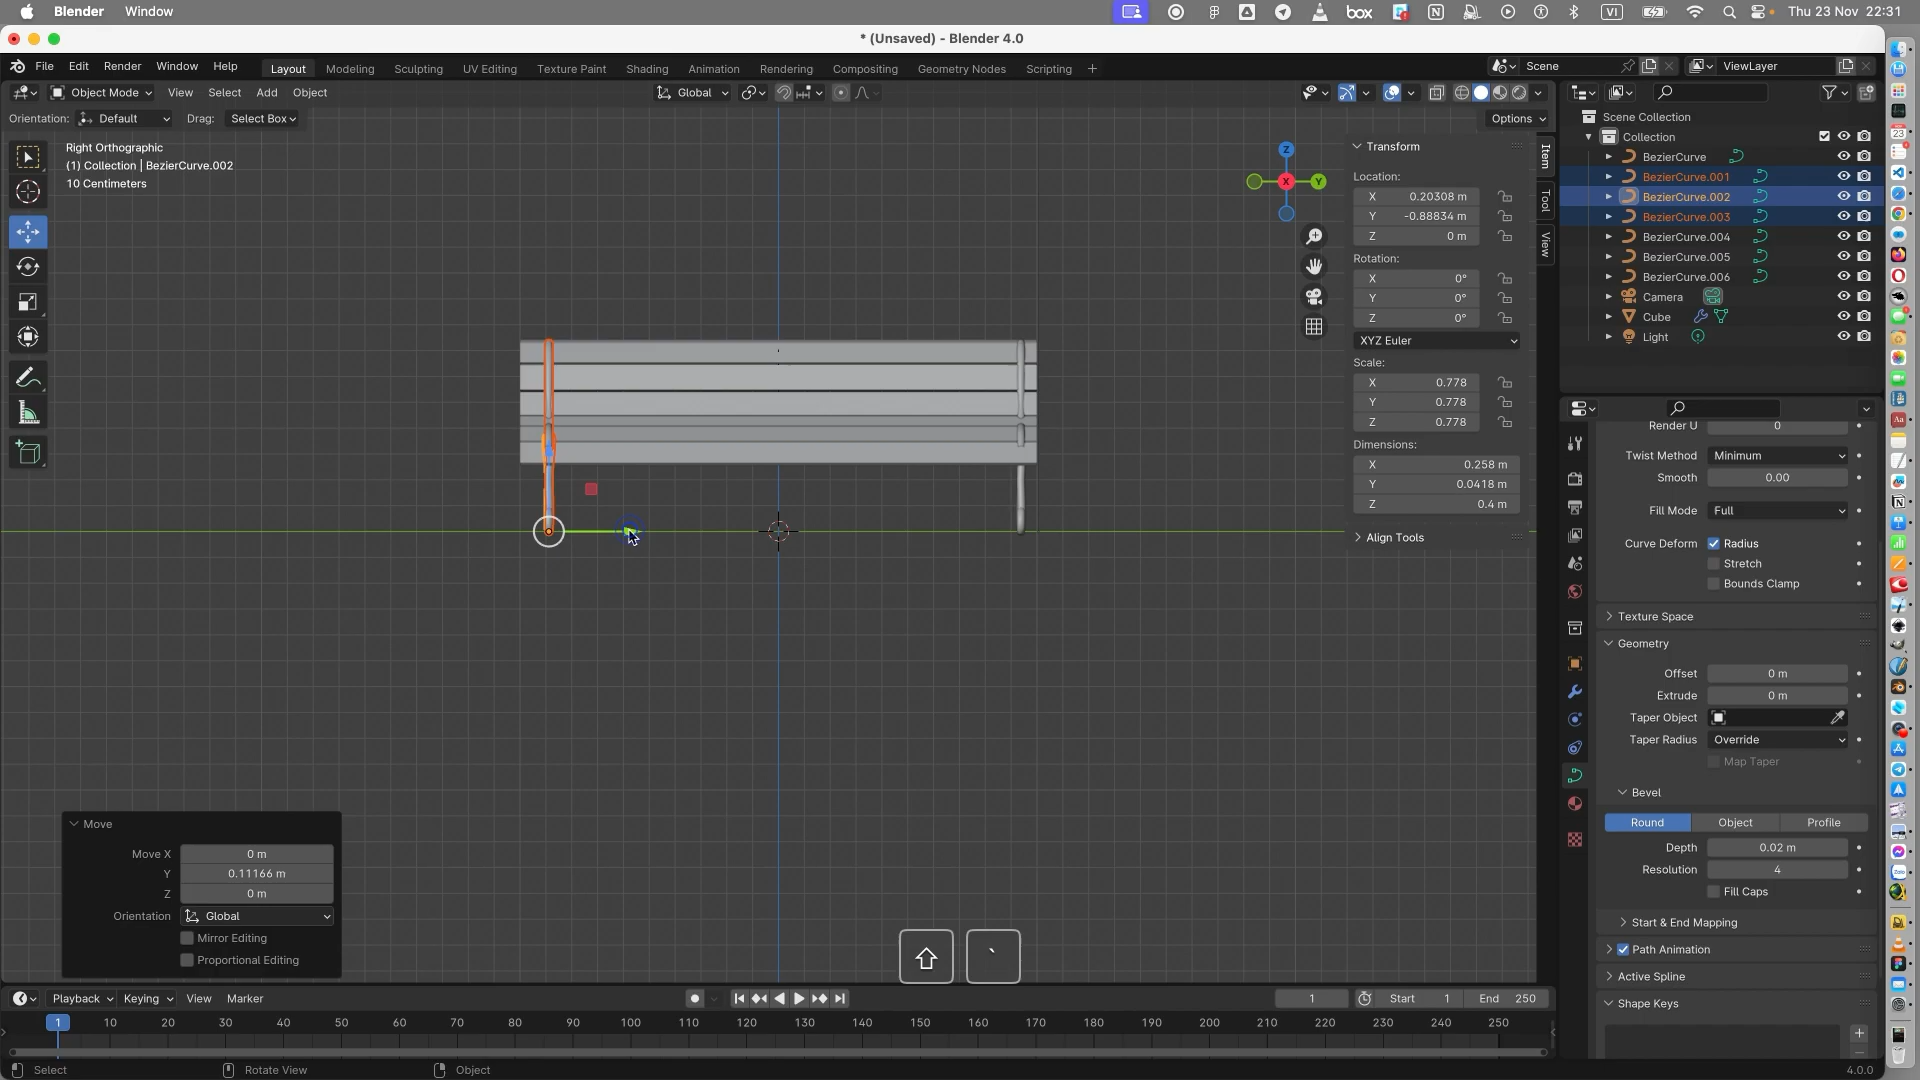 Blender Window
box N VI Thu 23 Nov 22:31
* (Unsaved) - Blender 4.0
File Edit Render Window Help Layout Modeling Sculpting UV Editing Texture Paint Shading Animation Rendering Compositing Geometry Nodes Scripting + Scene ViewLayer
Object Mode View Select Add Object Global
Orientation: Default Drag: Select Box Options
Right Orthographic
(1) Collection | BezierCurve.002
10 Centimeters
Z
X
Y
Item
Tool
View
Transform
Location:
X 0.20308 m
Y -0.88834 m
Z 0 m
Rotation:
X 0°
Y 0°
Z 0°
XYZ Euler
Scale:
X 0.778
Y 0.778
Z 0.778
Dimensions:
X 0.258 m
Y 0.0418 m
Z 0.4 m
Align Tools
Scene Collection
Collection
BezierCurve
BezierCurve.001
BezierCurve.002
BezierCurve.003
BezierCurve.004
BezierCurve.005
BezierCurve.006
Camera
Cube
Light
Render U 0
Twist Method Minimum
Smooth 0.00
Fill Mode Full
Curve Deform Radius
Stretch
Bounds Clamp
Texture Space
Geometry
Offset 0 m
Extrude 0 m
Taper Object
Taper Radius Override
Map Taper
Bevel
Round Object Profile
Depth 0.02 m
Resolution 4
Fill Caps
Start & End Mapping
Path Animation
Active Spline
Shape Keys
Move
Move X 0 m
Y 0.11166 m
Z 0 m
Orientation Global
Mirror Editing
Proportional Editing
`
Playback Keying View Marker 1 Start 1 End 250
1 10 20 30 40 50 60 70 80 90 100 110 120 130 140 150 160 170 180 190 200 210 220 230 240 250
Select Rotate View Object 4.0.0